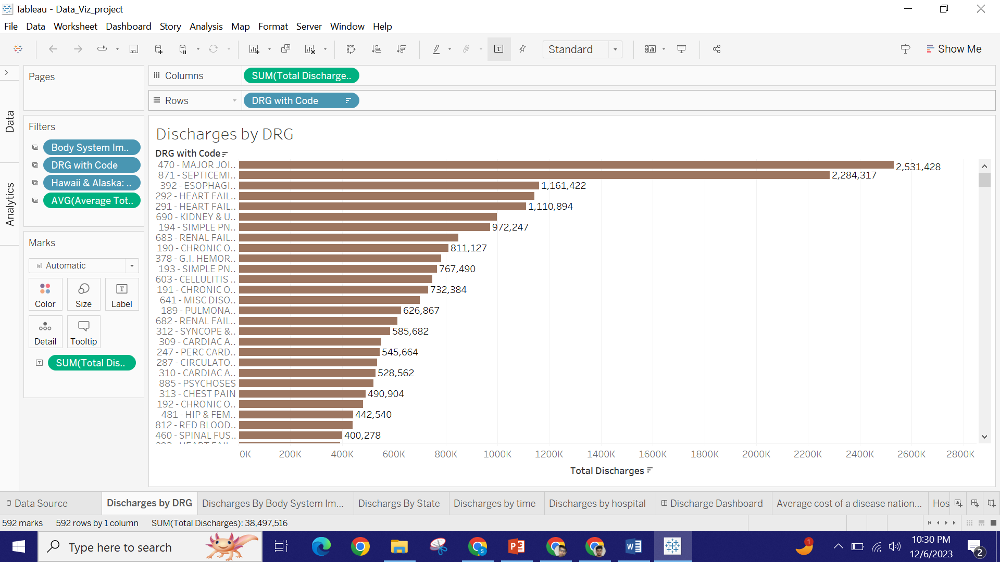 Tableau - Data_Viz_project
File Data Worksheet Dashboard Story Analysis Map Format Server Window Help
Standard
Show Me
Data
Analytics
Pages
Columns
SUM(Total Discharge..
Rows
DRG with Code
Filters
Body System Im..
DRG with Code
Hawaii & Alaska: ..
AVG(Average Tot..
Marks
Automatic
Color Size Label
Detail Tooltip
SUM(Total Dis..
Discharges by DRG
DRG with Code
470 - MAJOR JOI.. 2,531,428
871 - SEPTICEMI.. 2,284,317
392 - ESOPHAGI.. 1,161,422
292 - HEART FAIL..
291 - HEART FAIL.. 1,110,894
690 - KIDNEY & U..
194 - SIMPLE PN.. 972,247
683 - RENAL FAIL..
190 - CHRONIC O.. 811,127
378 - G.I. HEMOR..
193 - SIMPLE PN.. 767,490
603 - CELLULITIS ..
191 - CHRONIC O.. 732,384
641 - MISC DISO..
189 - PULMONA.. 626,867
682 - RENAL FAIL..
312 - SYNCOPE &.. 585,682
309 - CARDIAC A..
247 - PERC CARD.. 545,664
287 - CIRCULATO..
310 - CARDIAC A.. 528,562
885 - PSYCHOSES
313 - CHEST PAIN 490,904
192 - CHRONIC O..
481 - HIP & FEM.. 442,540
812 - RED BLOOD..
460 - SPINAL FUS.. 400,278
0K 200K 400K 600K 800K 1000K 1200K 1400K 1600K 1800K 2000K 2200K 2400K 2600K 2800K
Total Discharges
Data Source Discharges by DRG Discharges By Body System Im... Dischargs By State Discharges by time Discharges by hospital Discharge Dashboard Average cost of a disease nation... Hos
592 marks 592 rows by 1 column SUM(Total Discharges): 38,497,516
Type here to search
S
1
10:30 PM
12/6/2023
2